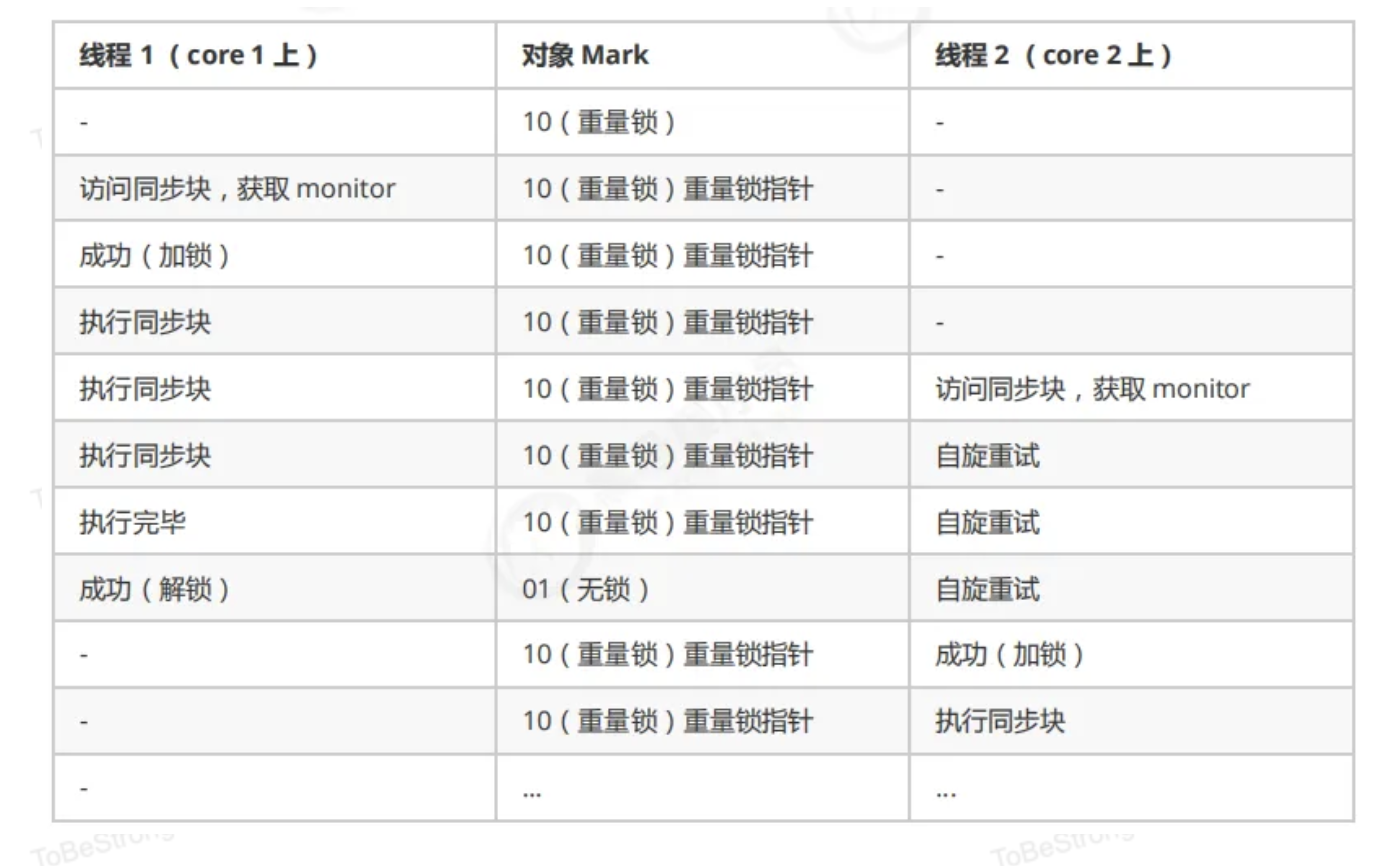 线程 1（core 1 上） 对象 Mark 线程 2（core 2 上）
- 10（重量锁） -
访问同步块，获取 monitor 10（重量锁）重量锁指针 -
成功（加锁） 10（重量锁）重量锁指针 -
执行同步块 10（重量锁）重量锁指针 -
执行同步块 10（重量锁）重量锁指针 访问同步块，获取 monitor
执行同步块 10（重量锁）重量锁指针 自旋重试
执行完毕 10（重量锁）重量锁指针 自旋重试
成功（解锁） 01（无锁） 自旋重试
- 10（重量锁）重量锁指针 成功（加锁）
- 10（重量锁）重量锁指针 执行同步块
- ... ...
ToBeStrong ToBeStrong